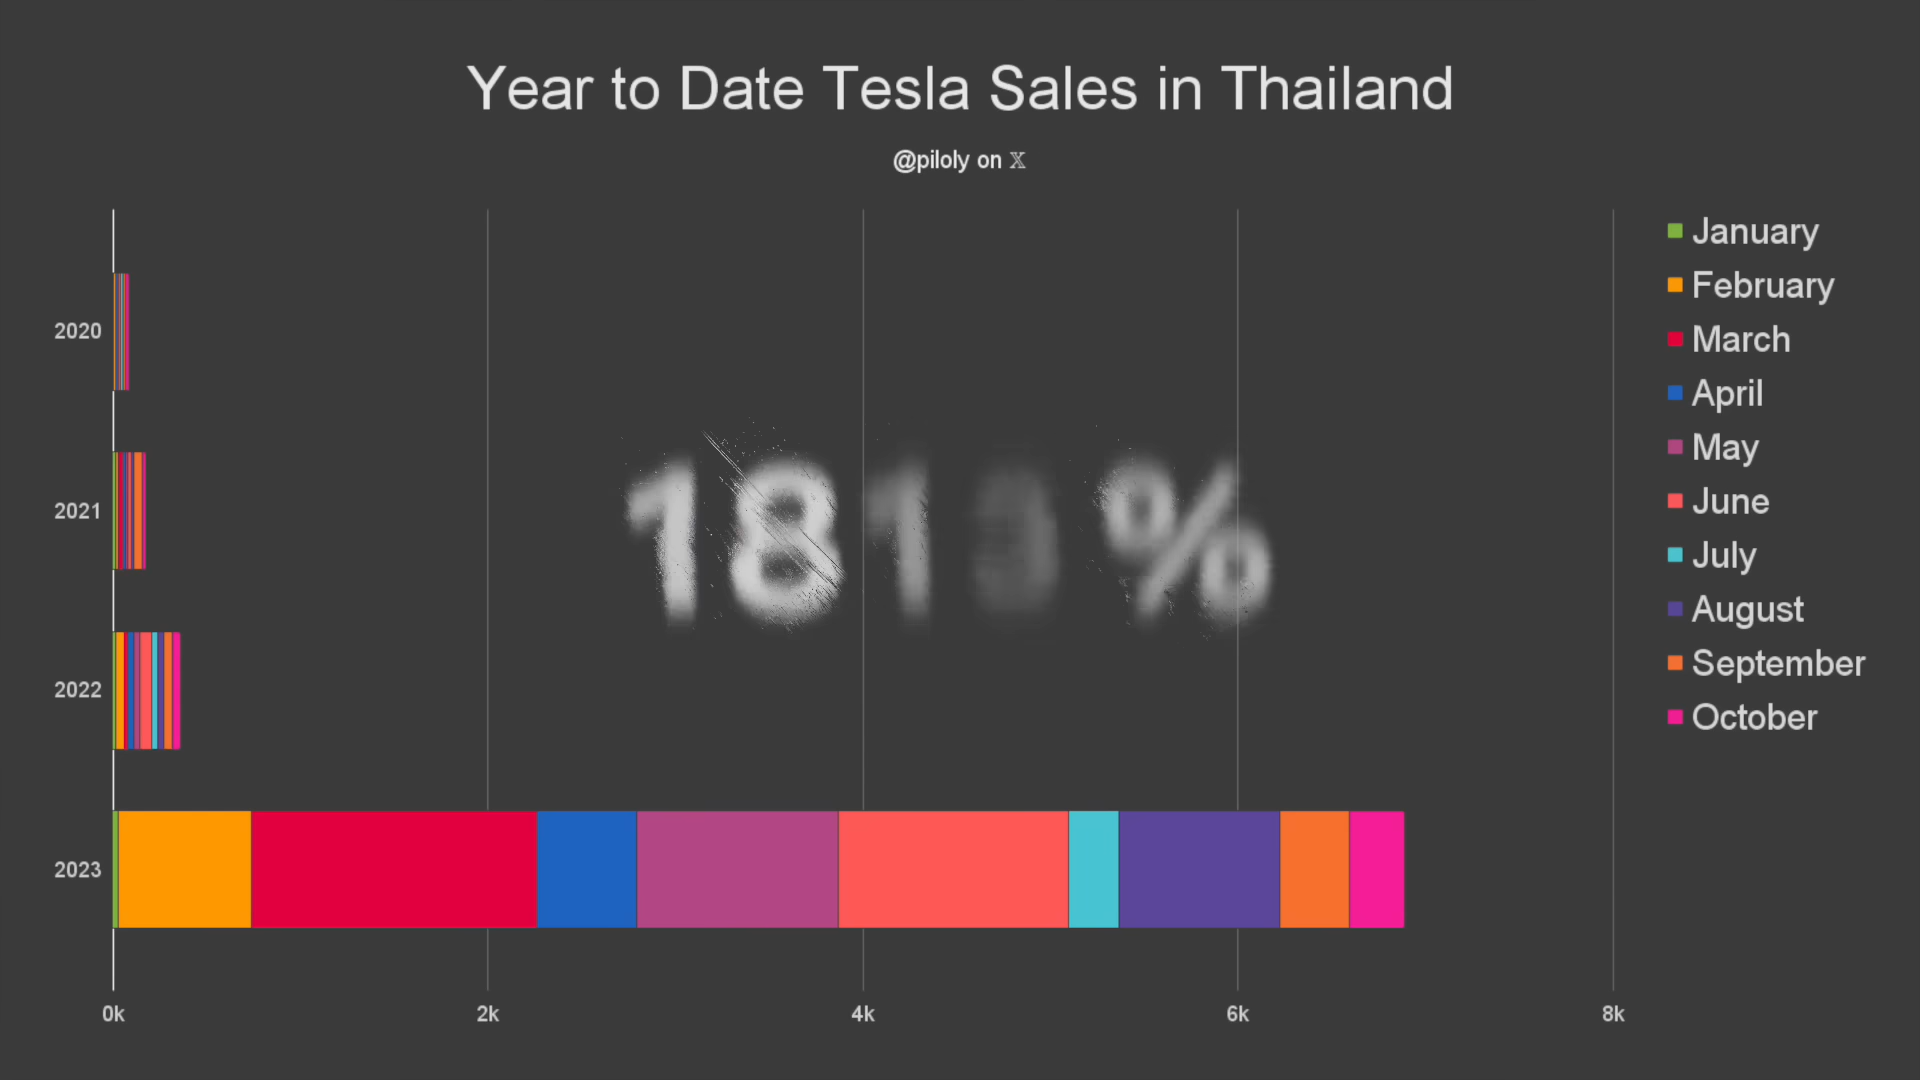 Year to Date Tesla Sales in Thailand
@piloly on 𝕏
January
February
March
April
May
June
July
August
September
October
2020
2021
2022
2023
0k
2k
4k
6k
8k